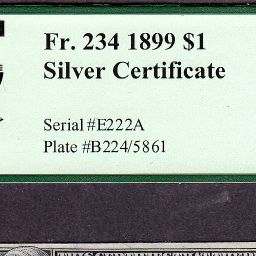 Fr. 234 1899 $1
Silver Certificate
Serial #E222A
Plate #B224/5861